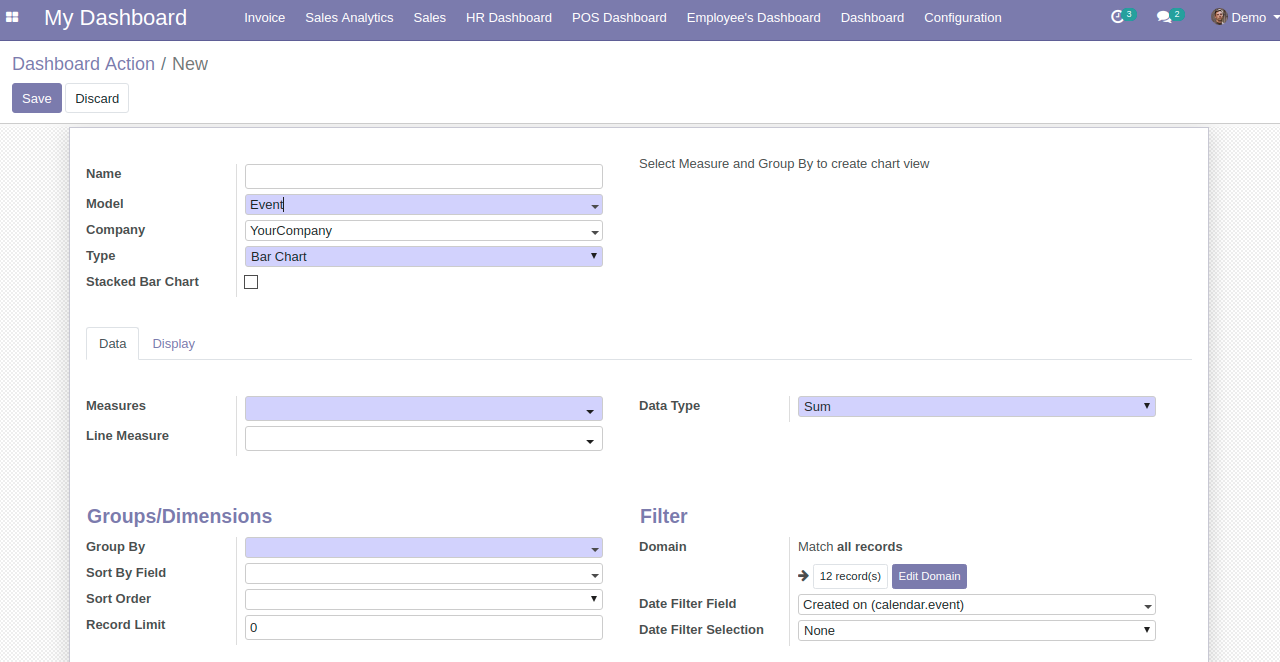 My Dashboard Invoice Sales Analytics Sales HR Dashboard POS Dashboard Employee's Dashboard Dashboard Configuration 3 2 Demo
Dashboard Action / New
Save Discard
Select Measure and Group By to create chart view
Name
Model Event
Company YourCompany
Type Bar Chart
Stacked Bar Chart
Data Display
Measures Data Type Sum
Line Measure
Groups/Dimensions Filter
Group By Domain Match all records
Sort By Field 12 record(s) Edit Domain
Sort Order Date Filter Field Created on (calendar.event)
Record Limit 0 Date Filter Selection None